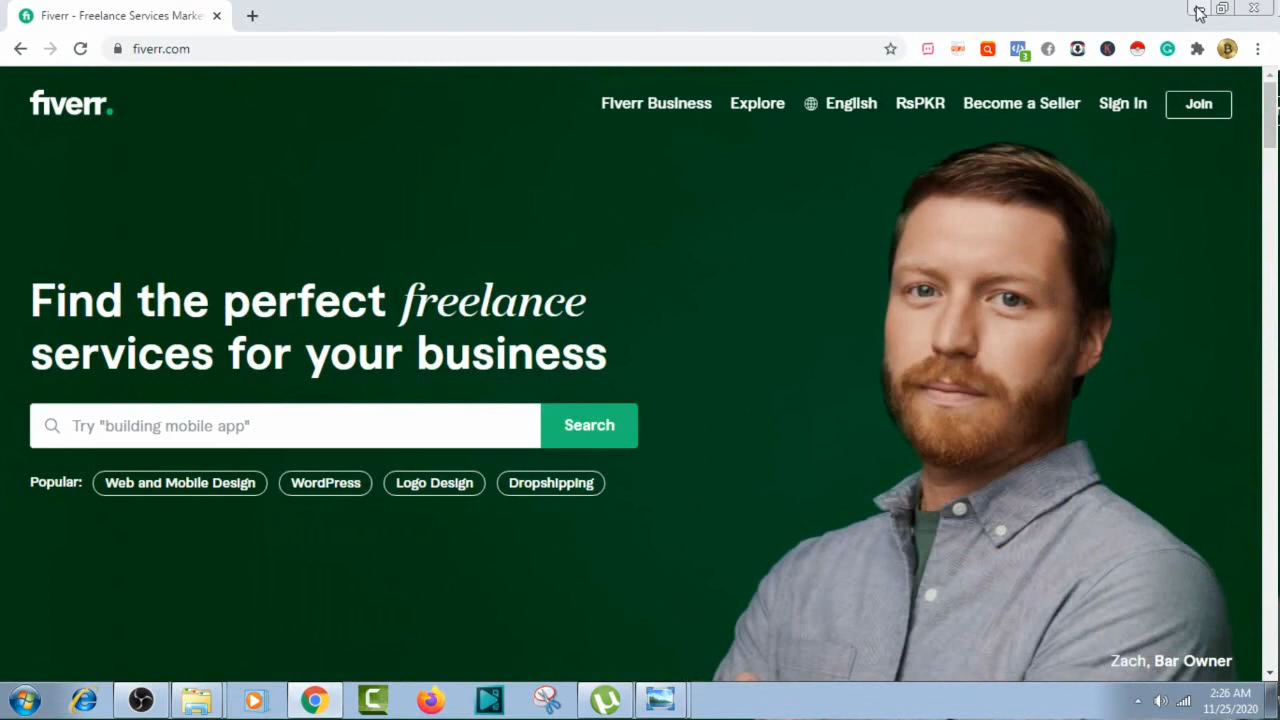 Fiverr - Freelance Services Marke
fiverr.com
3
fiverr.
Fiverr Business Explore English RsPKR Become a Seller Sign In Join
Find the perfect freelance
services for your business
Try "building mobile app" Search
Popular: Web and Mobile Design WordPress Logo Design Dropshipping
Zach, Bar Owner
2:26 AM
11/25/2020